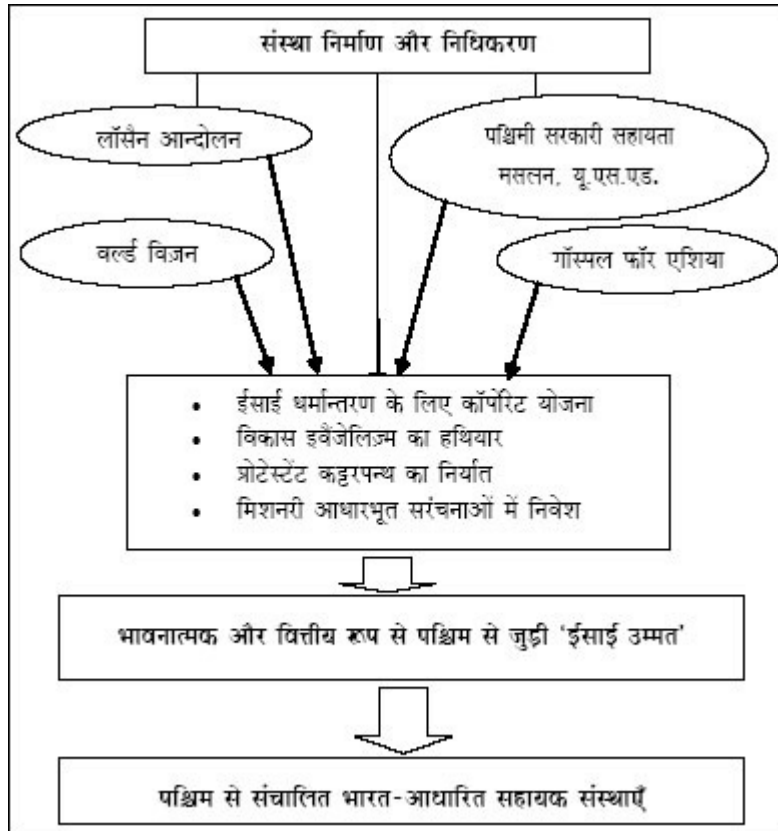 संस्था निर्माण और निधिकरण
लॉसैन आन्दोलन
पश्चिमी सरकारी सहायता
मसलन, यू.एस.एड.
वर्ल्ड विज़न
गॉस्पल फॉर एशिया
• ईसाई धर्मान्तरण के लिए कॉर्पोरेट योजना
• विकास इवैंजेलिज़्म का हथियार
• प्रोटेस्टेंट कट्टरपन्थ का निर्यात
• मिशनरी आधारभूत सरंचनाओं में निवेश
भावनात्मक और वित्तीय रूप से पश्चिम से जुड़ी ‘ईसाई उम्मत’
पश्चिम से संचालित भारत-आधारित सहायक संस्थाएँ